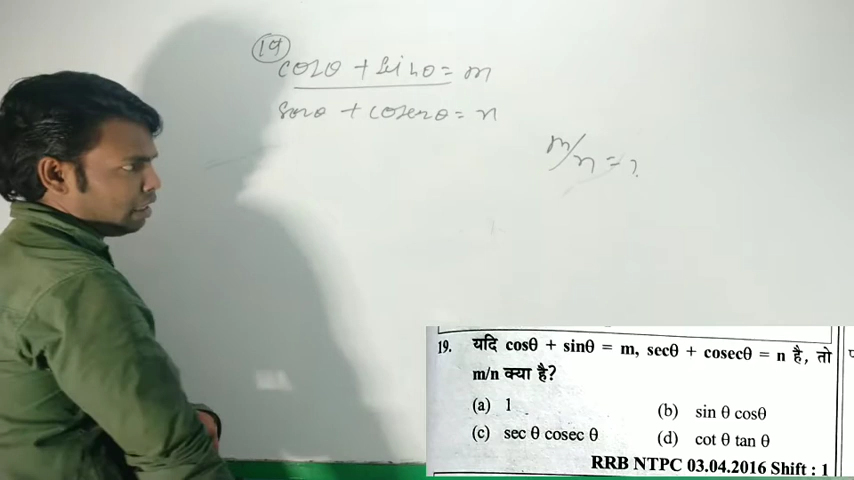 19
cosθ + sinθ = m
secθ + cosecθ = n
m/n = ?
19. यदि cosθ + sinθ = m, secθ + cosecθ = n है, तो
m/n क्या है?
(a) 1
(b) sin θ cosθ
(c) sec θ cosec θ
(d) cot θ tan θ
RRB NTPC 03.04.2016 Shift : 1